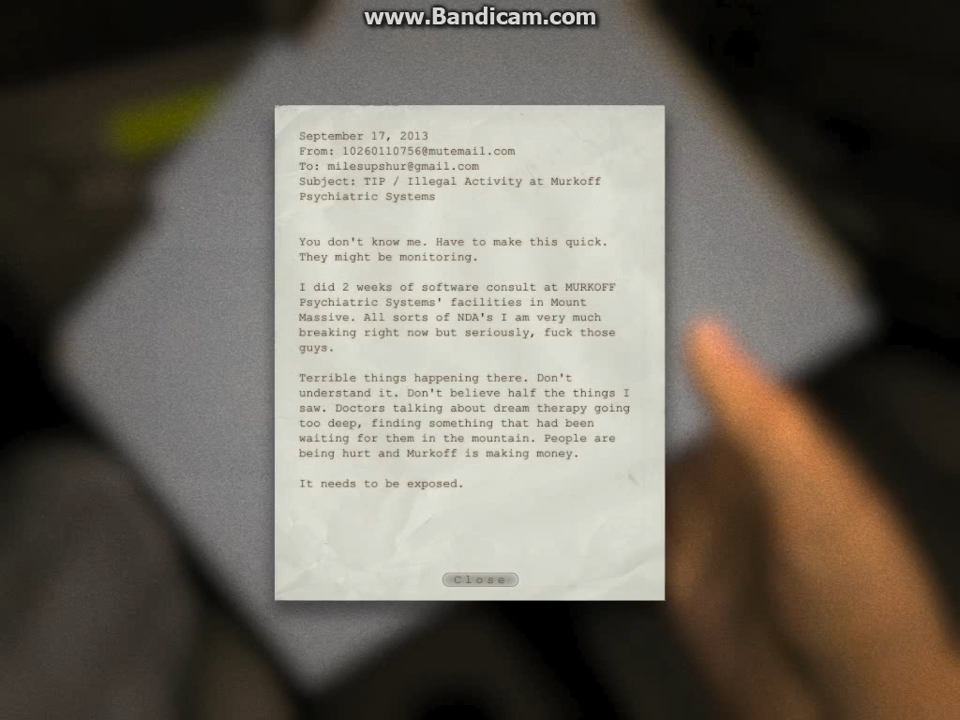 www.Bandicam.com
September 17, 2013
From: 10260110756@mutemail.com
To: milesupshur@gmail.com
Subject: TIP / Illegal Activity at Murkoff
Psychiatric Systems
You don't know me. Have to make this quick.
They might be monitoring.
I did 2 weeks of software consult at MURKOFF
Psychiatric Systems' facilities in Mount
Massive. All sorts of NDA's I am very much
breaking right now but seriously, fuck those
guys.
Terrible things happening there. Don't
understand it. Don't believe half the things I
saw. Doctors talking about dream therapy going
too deep, finding something that had been
waiting for them in the mountain. People are
being hurt and Murkoff is making money.
It needs to be exposed.
Close